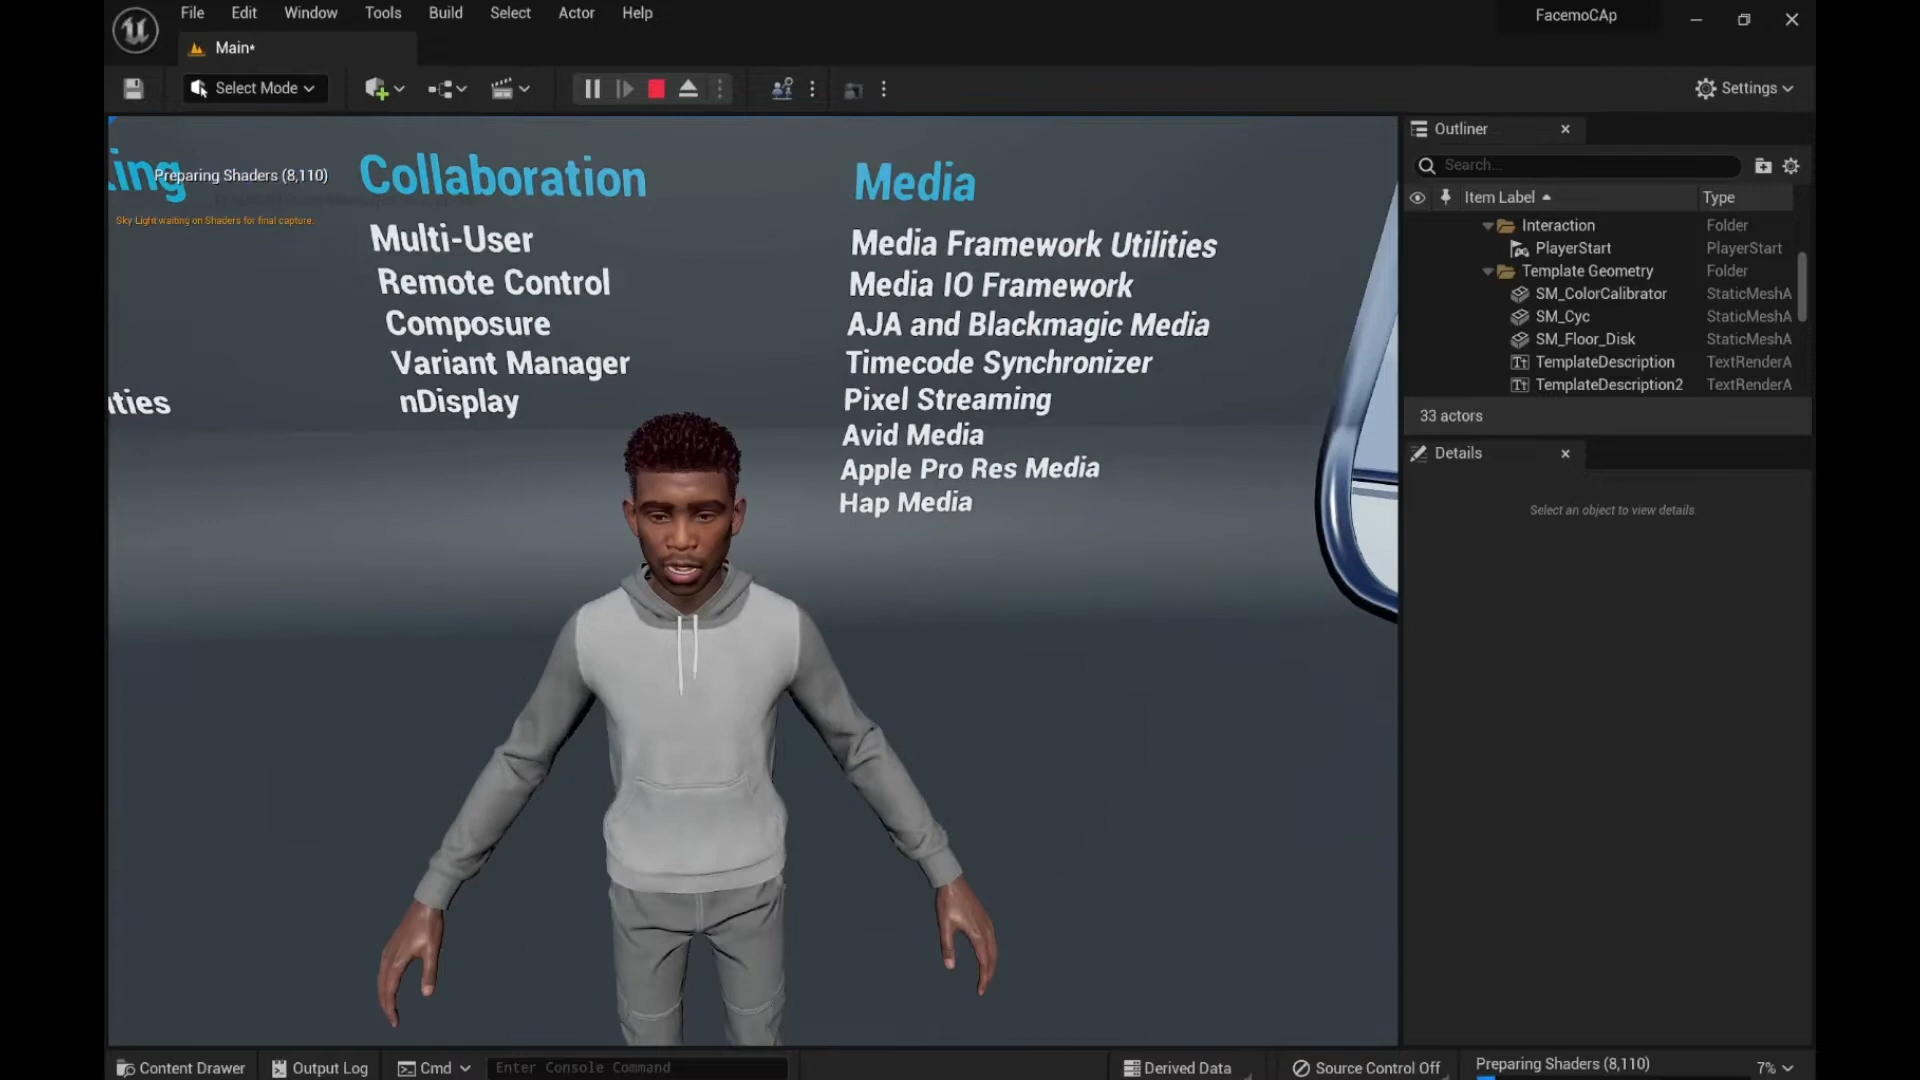 File Edit Window Tools Build Select Actor Help
FacemoCAp
Main*
Select Mode
Settings
Preparing Shaders (8,110)
Sky Light waiting on Shaders for final capture.
Collaboration
Multi-User
Remote Control
Composure
Variant Manager
nDisplay
Media
Media Framework Utilities
Media IO Framework
AJA and Blackmagic Media
Timecode Synchronizer
Pixel Streaming
Avid Media
Apple Pro Res Media
Hap Media
Outliner
Search...
Item Label Type
Interaction Folder
PlayerStart PlayerStart
Template Geometry Folder
SM_ColorCalibrator StaticMeshA
SM_Cyc StaticMeshA
SM_Floor_Disk StaticMeshA
TemplateDescription TextRenderA
TemplateDescription2 TextRenderA
33 actors
Details
Select an object to view details.
Content Drawer Output Log Cmd Enter Console Command Derived Data Source Control Off Preparing Shaders (8,110) 7%